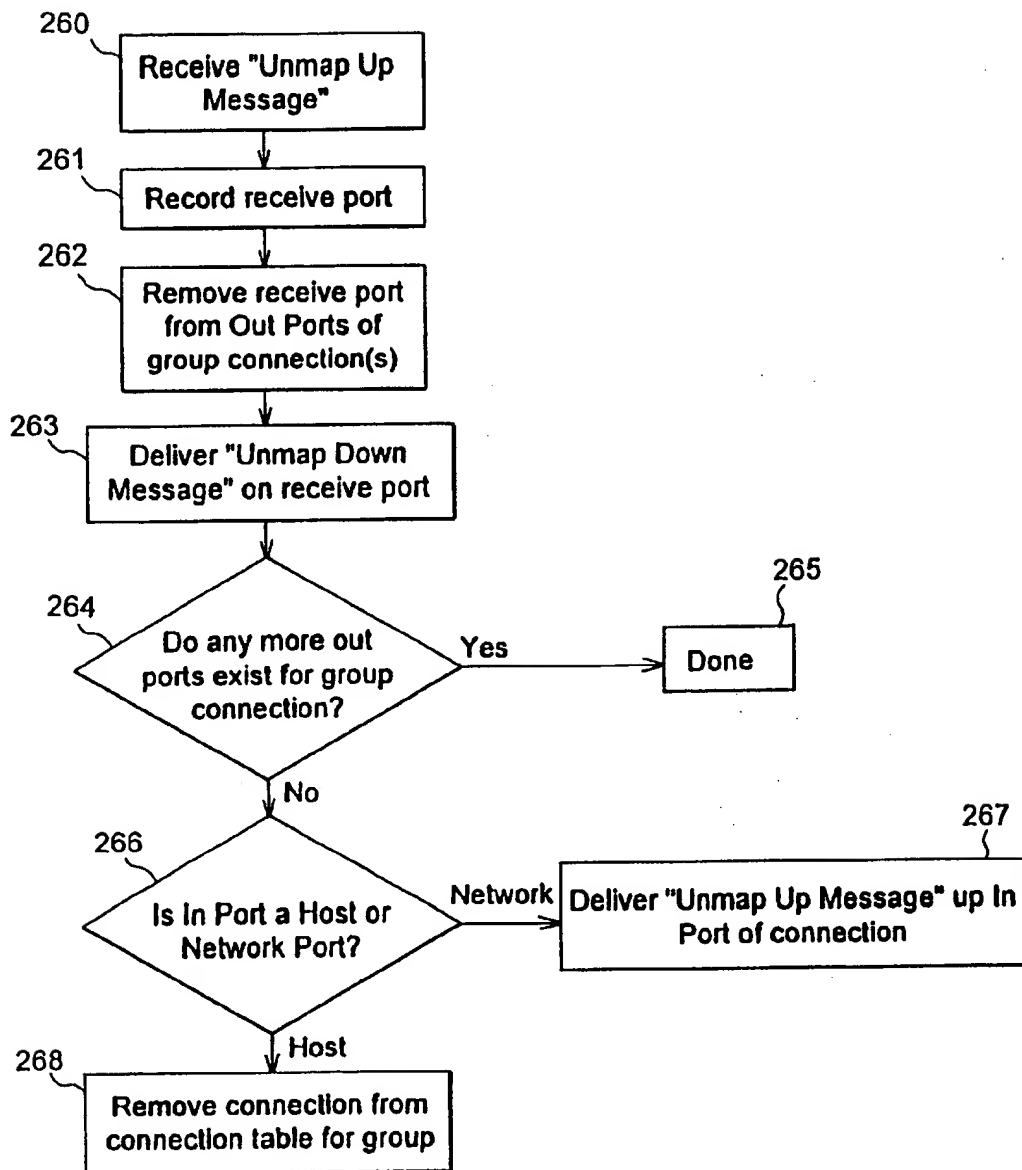 260
Receive "Unmap Up
Message"
261
Record receive port
262
Remove receive port
from Out Ports of
group connection(s)
263
Deliver "Unmap Down
Message" on receive port
264
Do any more out
ports exist for group
connection?
Yes
265
Done
No
266
Is In Port a Host or
Network Port?
Network
267
Deliver "Unmap Up Message" up In
Port of connection
Host
268
Remove connection from
connection table for group